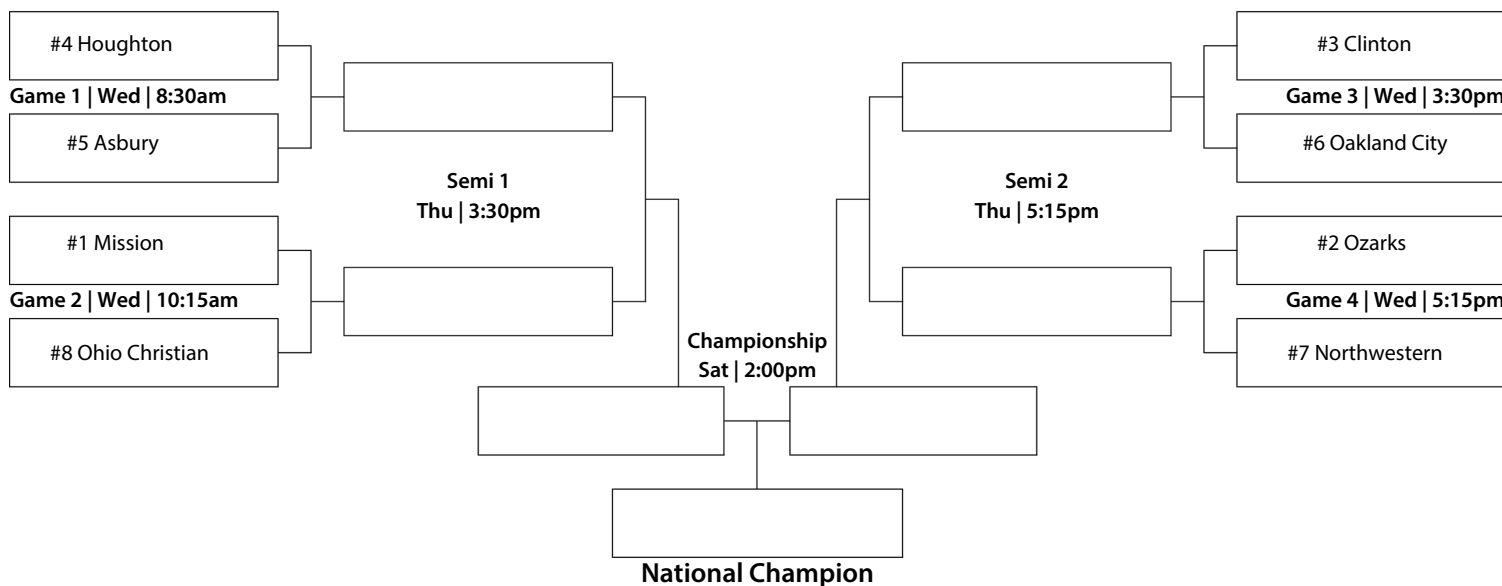 #4 Houghton
Game 1 | Wed | 8:30am
#5 Asbury
#1 Mission
Game 2 | Wed | 10:15am
#8 Ohio Christian
Semi 1
Thu | 3:30pm
Championship
Sat | 2:00pm
National Champion
Semi 2
Thu | 5:15pm
#3 Clinton
Game 3 | Wed | 3:30pm
#6 Oakland City
#2 Ozarks
Game 4 | Wed | 5:15pm
#7 Northwestern